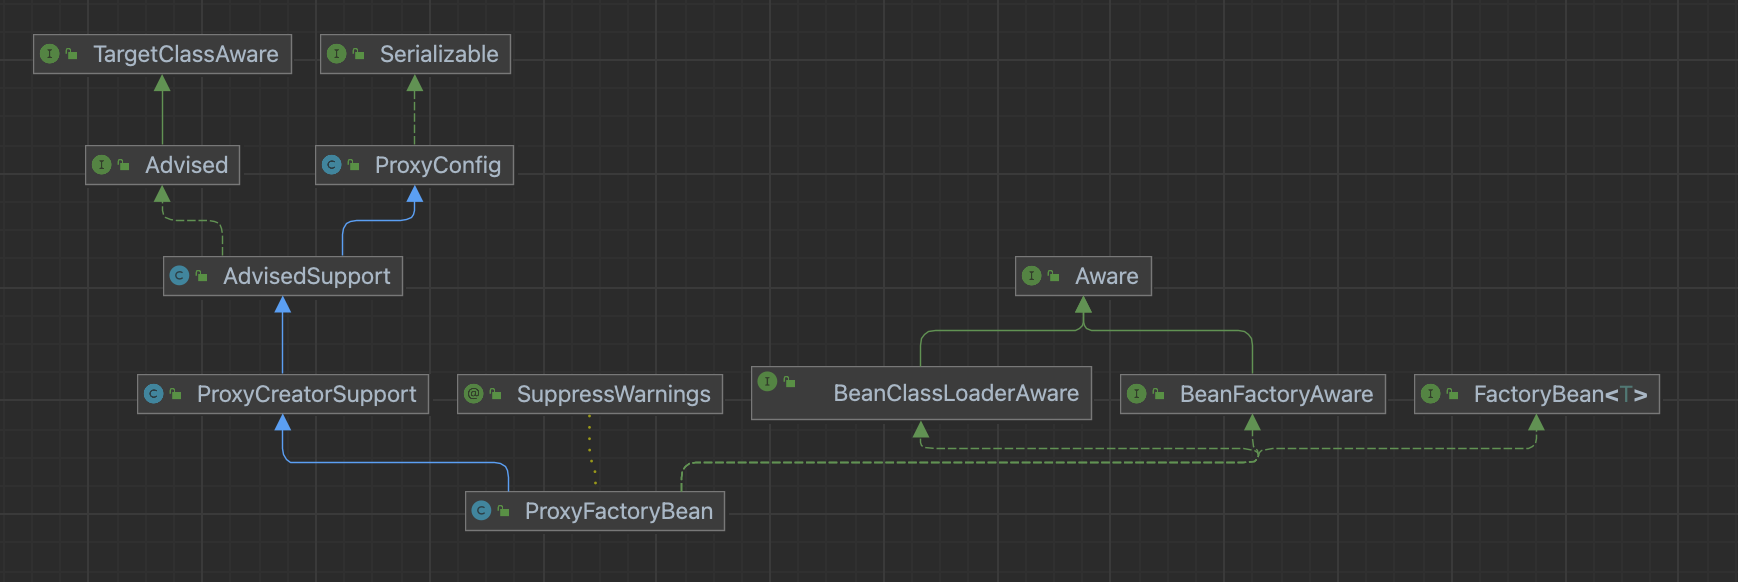 TargetClassAware
Serializable
Advised
ProxyConfig
AdvisedSupport
Aware
ProxyCreatorSupport
SuppressWarnings
BeanClassLoaderAware
BeanFactoryAware
FactoryBean<T>
ProxyFactoryBean